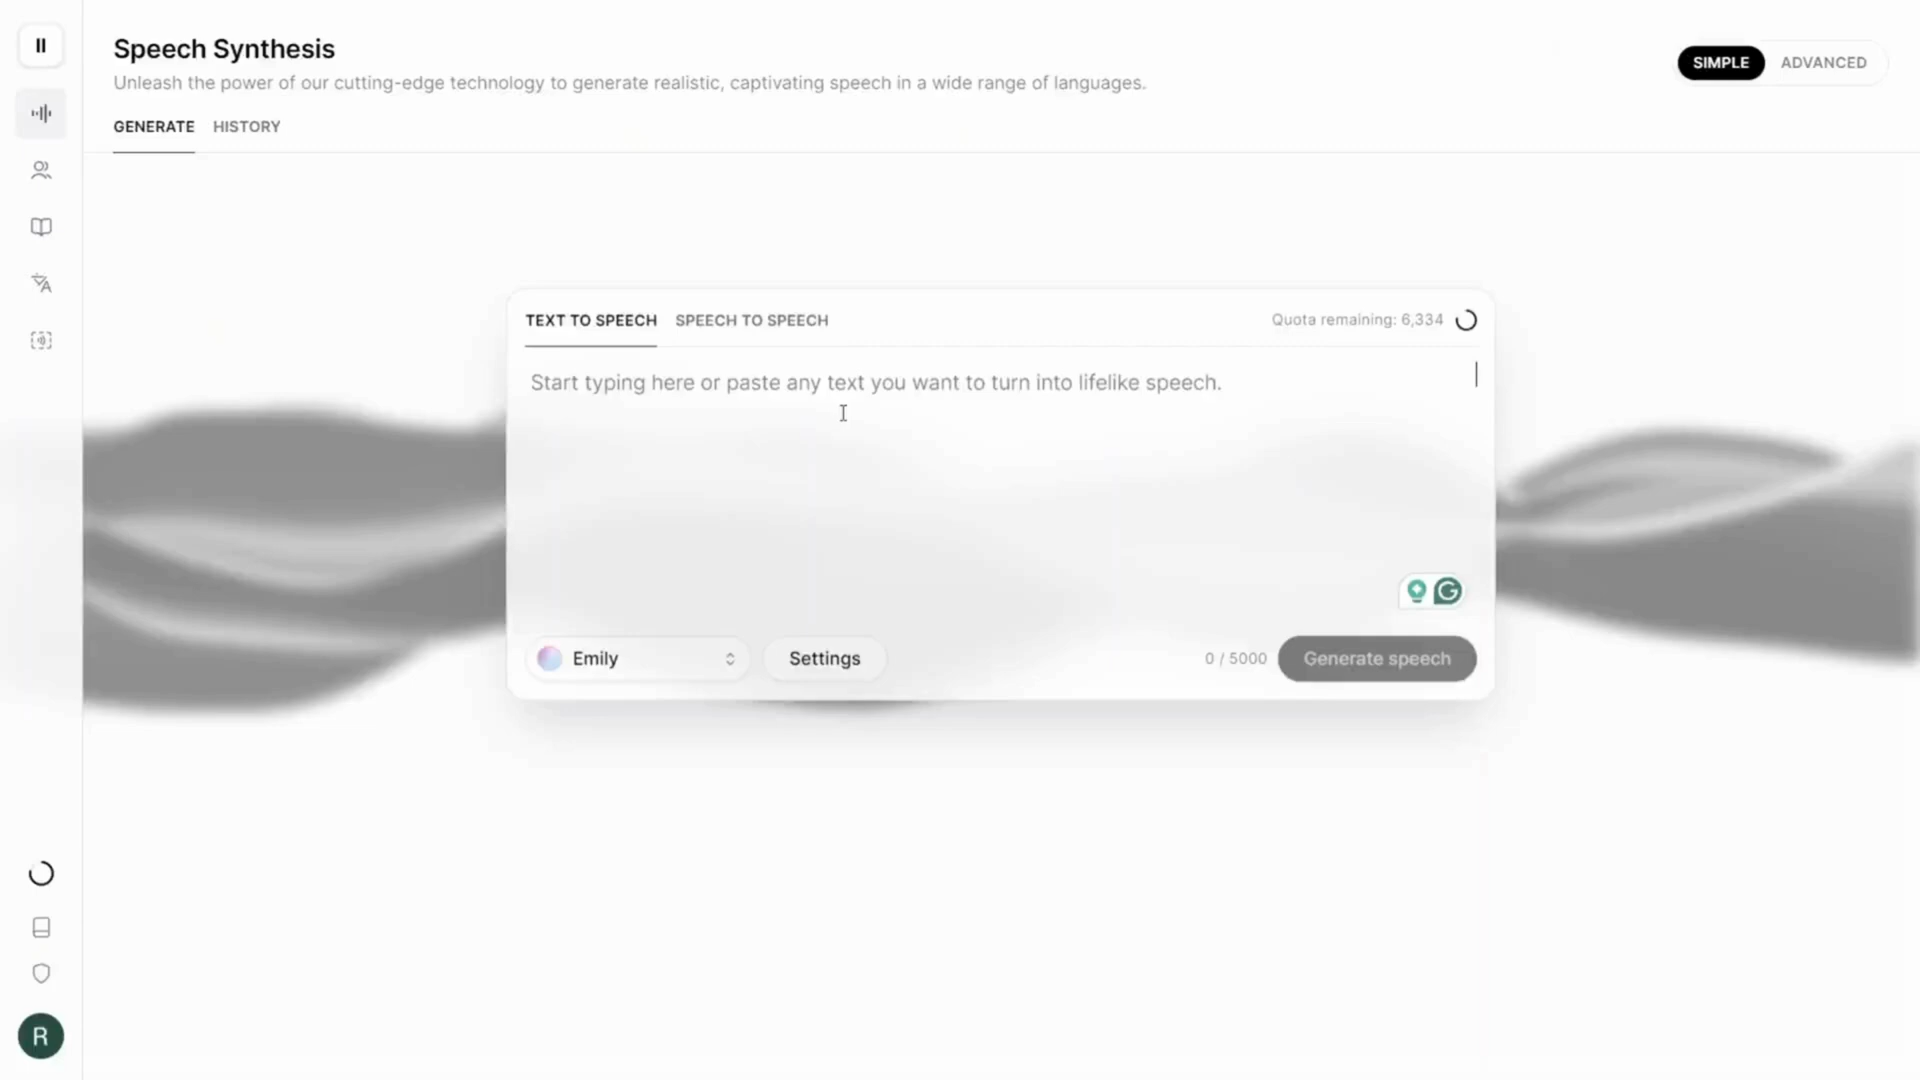 Speech Synthesis
Unleash the power of our cutting-edge technology to generate realistic, captivating speech in a wide range of languages.
SIMPLE ADVANCED
GENERATE HISTORY
TEXT TO SPEECH SPEECH TO SPEECH Quota remaining: 6,334
Start typing here or paste any text you want to turn into lifelike speech.
Emily Settings 0 / 5000 Generate speech
R